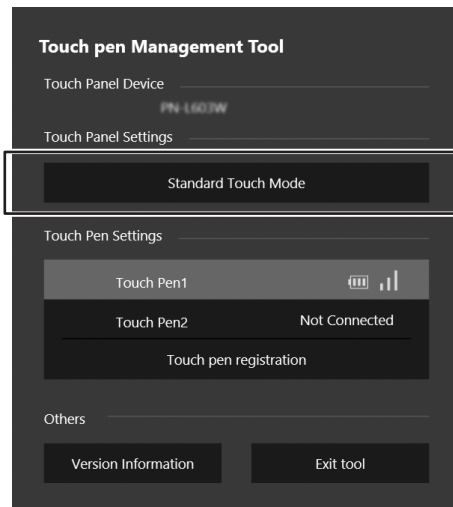 Touch pen Management Tool
Touch Panel Device
PN-L603W
Touch Panel Settings
Standard Touch Mode
Touch Pen Settings
Touch Pen1
Touch Pen2 Not Connected
Touch pen registration
Others
Version Information Exit tool